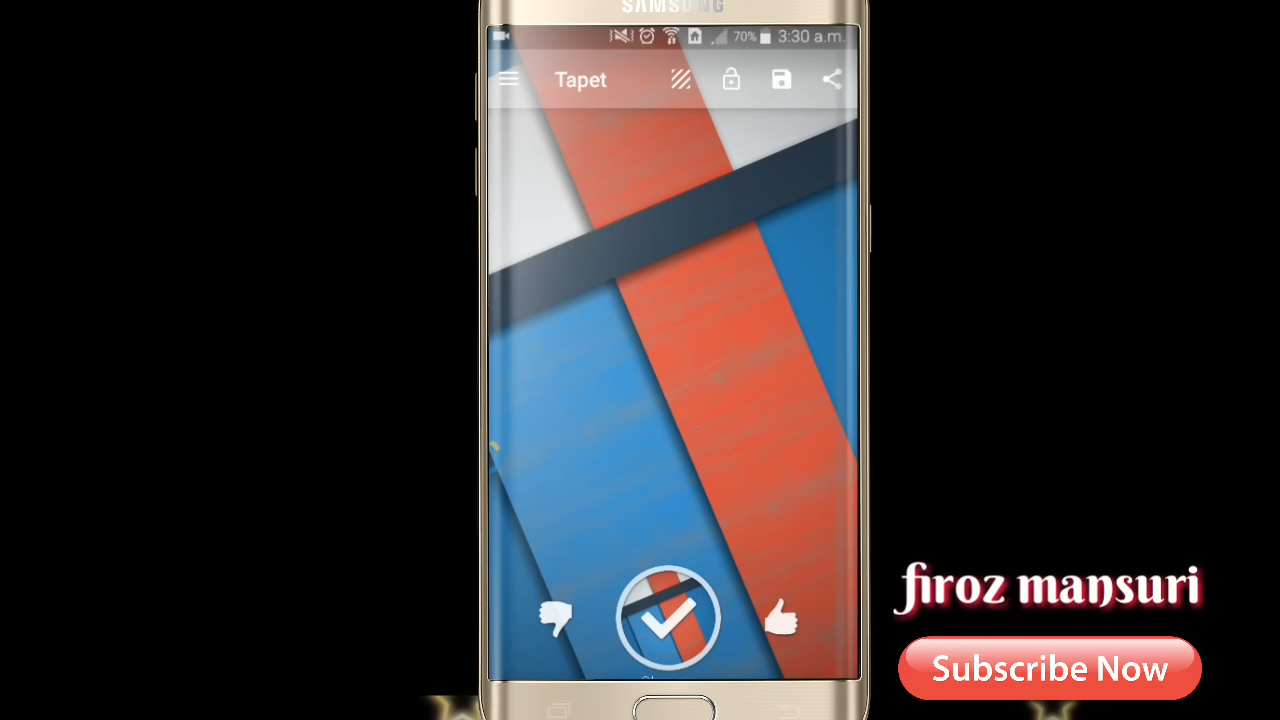 SAMSUNG
70% 3:30 a.m.
Tapet
firoz mansuri
Subscribe Now